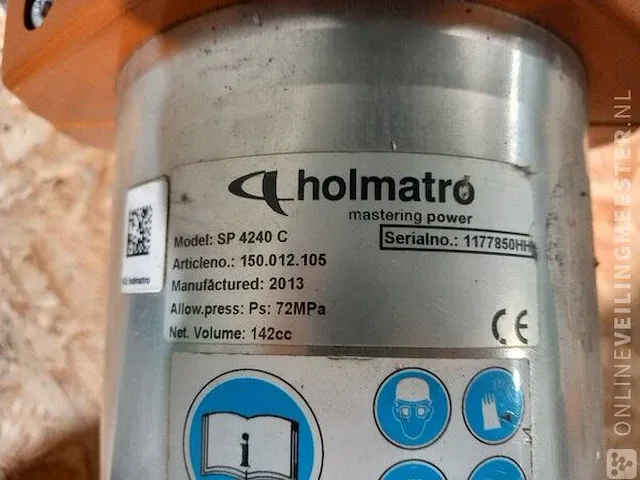 holmatro
mastering power
Model: SP 4240 C
Serialno.: 1177850HH
Articleno.: 150.012.105
Manufactured: 2013
Allow.press: Ps: 72MPa
Net. Volume: 142cc
CE
holmatro
i
ONLINEVEILINGMEESTER.NL